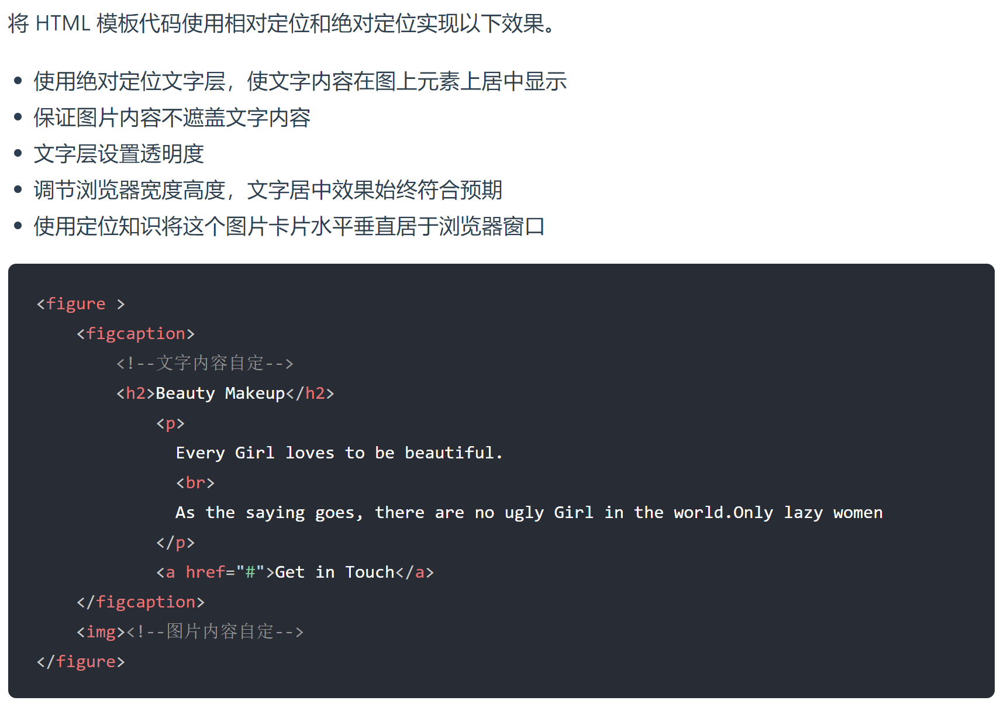 将 HTML 模板代码使用相对定位和绝对定位实现以下效果。
使用绝对定位文字层，使文字内容在图上元素上居中显示
保证图片内容不遮盖文字内容
文字层设置透明度
调节浏览器宽度高度，文字居中效果始终符合预期
使用定位知识将这个图片卡片水平垂直居于浏览器窗口
<figure >
<figcaption>
<!--文字内容自定-->
<h2>Beauty Makeup</h2>
<p>
Every Girl loves to be beautiful.
<br>
As the saying goes, there are no ugly Girl in the world.Only lazy women
</p>
<a href="#">Get in Touch</a>
</figcaption>
<img><!--图片内容自定-->
</figure>